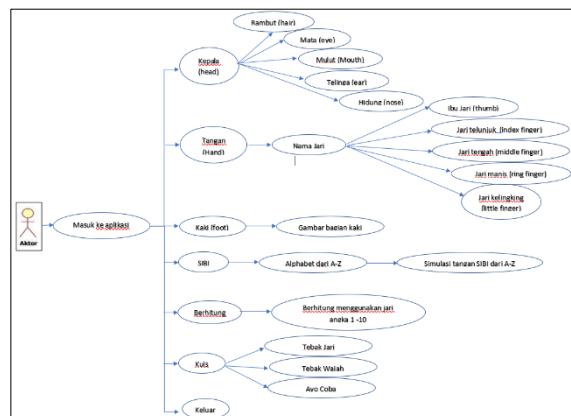 Rambut (hair)
Mata (eye)
Mulut (Mouth)
Telinga (ear)
Hidung (nose)
Kepala
(head)
Tangan
(Hand)
Nama Jari
Ibu Jari (thumb)
Jari telunjuk (index finger)
Jari tengah (middle finger)
Jari manis (ring finger)
Jari kelingking
(little finger)
Aktor
Masuk ke aplikasi
Kaki (foot)
Gambar bagian kaki
SIBI
Alphabet dari A-Z
Simulasi tangan SIBI dari A-Z
Berhitung
Berhitung menggunakan jari
angka 1 -10
Kuis
Tebak Jari
Tebak Wajah
Ayo Coba
Keluar